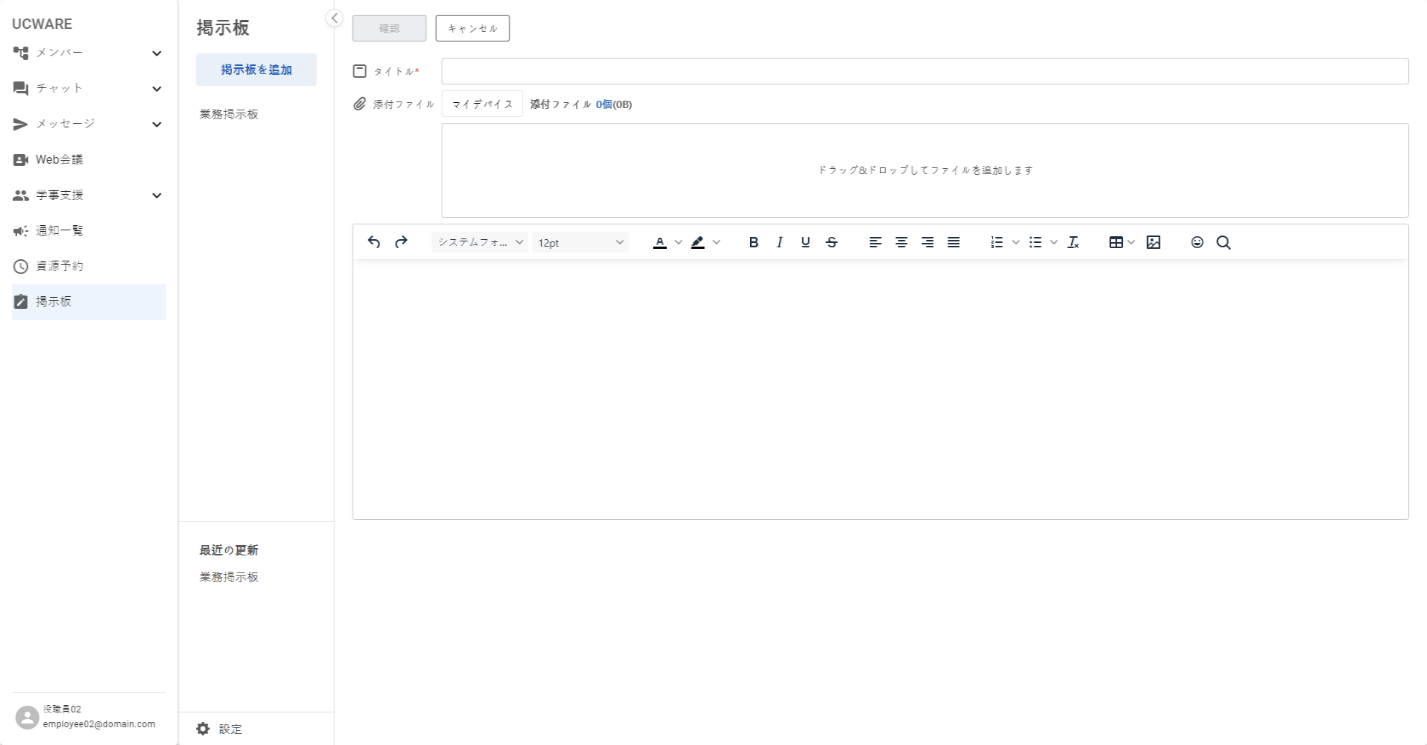 UCWARE
メンバー
チャット
メッセージ
Web会議
学事支援
通知一覧
資源予約
掲示板
役職員02
employee02@domain.com
掲示板
掲示板を追加
業務掲示板
最近の更新
業務掲示板
設定
確認 キャンセル
タイトル*
添付ファイル マイデバイス 添付ファイル 0個(0B)
ドラッグ&ドロップしてファイルを追加します
システムフォ... 12pt